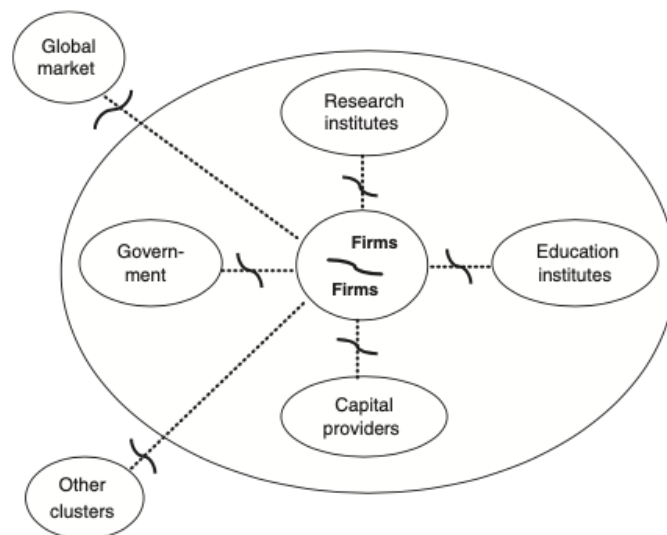 Global
market
Research
institutes
Firms
Firms
Govern-
ment
Education
institutes
Capital
providers
Other
clusters